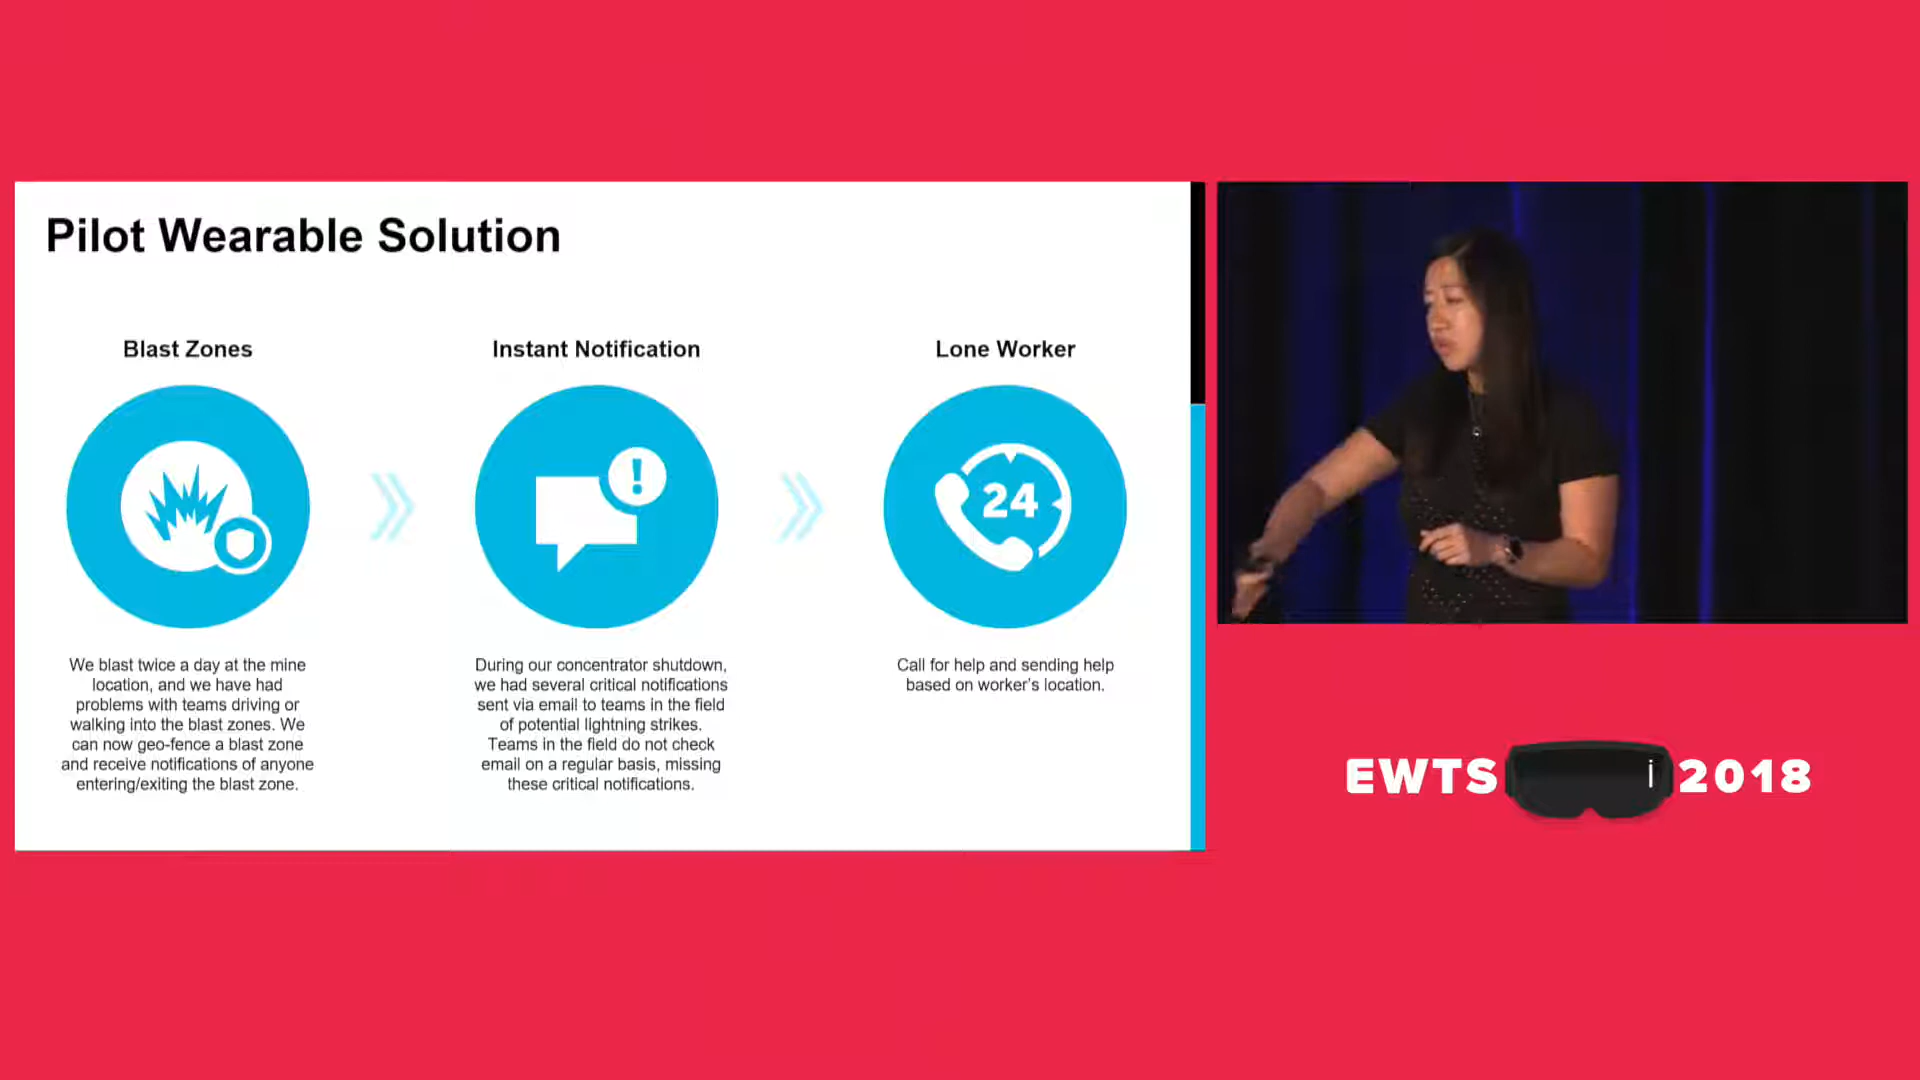 Pilot Wearable Solution
Blast Zones
We blast twice a day at the mine
location, and we have had
problems with teams driving or
walking into the blast zones. We
can now geo-fence a blast zone
and receive notifications of anyone
entering/exiting the blast zone.
Instant Notification
!
During our concentrator shutdown,
we had several critical notifications
sent via email to teams in the field
of potential lightning strikes.
Teams in the field do not check
email on a regular basis, missing
these critical notifications.
Lone Worker
24
Call for help and sending help
based on worker's location.
EWTS i 2018